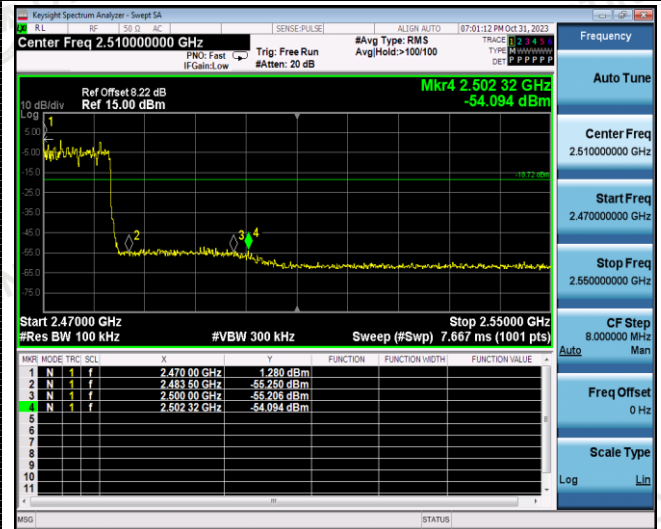 Keysight Spectrum Analyzer - Swept SA
RL RF 50 Ω AC SENSE:PULSE ALIGN AUTO 07:01:12 PM Oct 31, 2023
Center Freq 2.510000000 GHz
PNO: Fast
IFGain:Low
Trig: Free Run
#Atten: 20 dB
#Avg Type: RMS
Avg|Hold:>100/100
TRACE 1 2 3 4 5 6
TYPE M WWWWW
DET P P P P P P
Mkr4 2.502 32 GHz
-54.094 dBm
Ref Offset 8.22 dB
10 dB/div Ref 15.00 dBm
Log
5.00
-5.00
-15.0
-25.0
-35.0
-45.0
-55.0
-65.0
-75.0
1
2
3
4
-18.72 dBm
Start 2.47000 GHz Stop 2.55000 GHz
#Res BW 100 kHz #VBW 300 kHz Sweep (#Swp) 7.667 ms (1001 pts)
MKR MODE TRC SCL X Y FUNCTION FUNCTION WIDTH FUNCTION VALUE
1 N 1 f 2.470 00 GHz 1.280 dBm
2 N 1 f 2.483 50 GHz -55.250 dBm
3 N 1 f 2.500 00 GHz -55.206 dBm
4 N 1 f 2.502 32 GHz -54.094 dBm
5
6
7
8
9
10
11
MSG STATUS
Frequency
Auto Tune
Center Freq
2.510000000 GHz
Start Freq
2.470000000 GHz
Stop Freq
2.550000000 GHz
CF Step
8.000000 MHz
Auto Man
Freq Offset
0 Hz
Scale Type
Log Lin